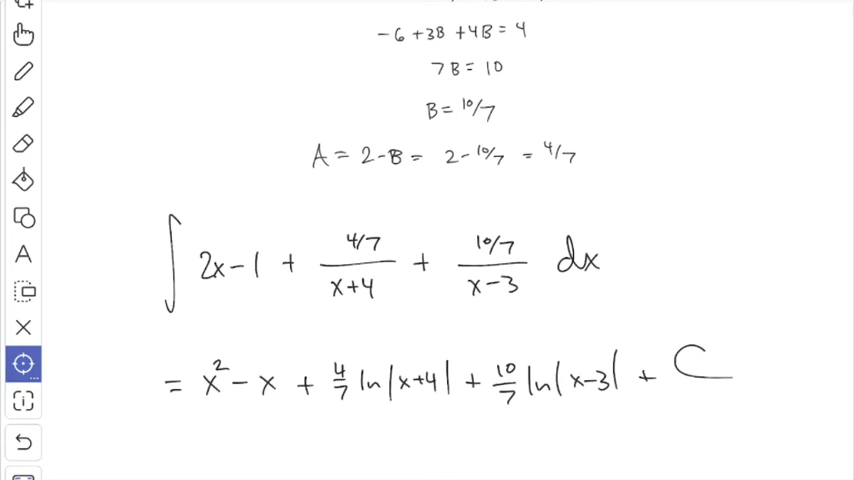 -6 + 3B + 4B = 4
7B = 10
B = 10/7
A = 2-B = 2 - 10/7 = 4/7
∫ 2x-1 + (4/7)/(x+4) + (10/7)/(x-3) dx
= x² - x + 4/7 ln|x+4| + 10/7 ln|x-3| + C